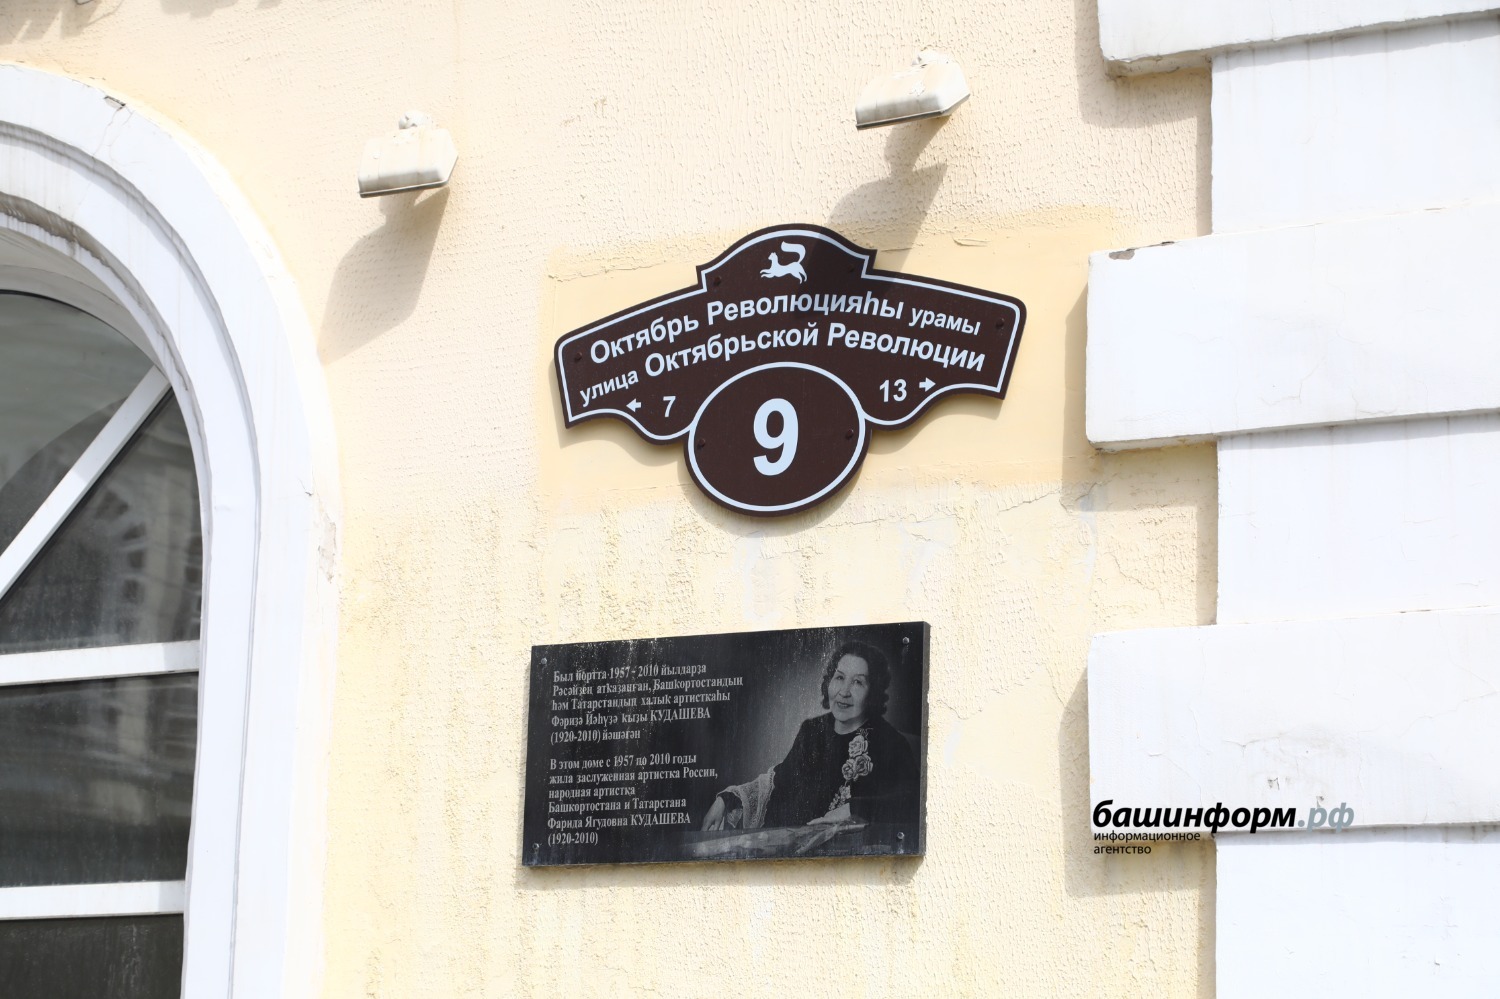 Октябрь Революцияһы урамы
улица Октябрьской Революции
7
13
9
Был йортта 1957 - 2010 йылдарҙа
Рәсәйҙең атҡаҙанған, Башҡортостандың
һәм Татарстандың халыҡ артисткаһы
Фәриҙә Йәһүҙә ҡыҙы КУДАШЕВА
(1920-2010) йәшәгән
В этом доме с 1957 по 2010 годы
жила заслуженная артистка России,
народная артистка
Башкортостана и Татарстана
Фарида Ягудовна КУДАШЕВА
(1920-2010)
башинформ.рф
информационное
агентство